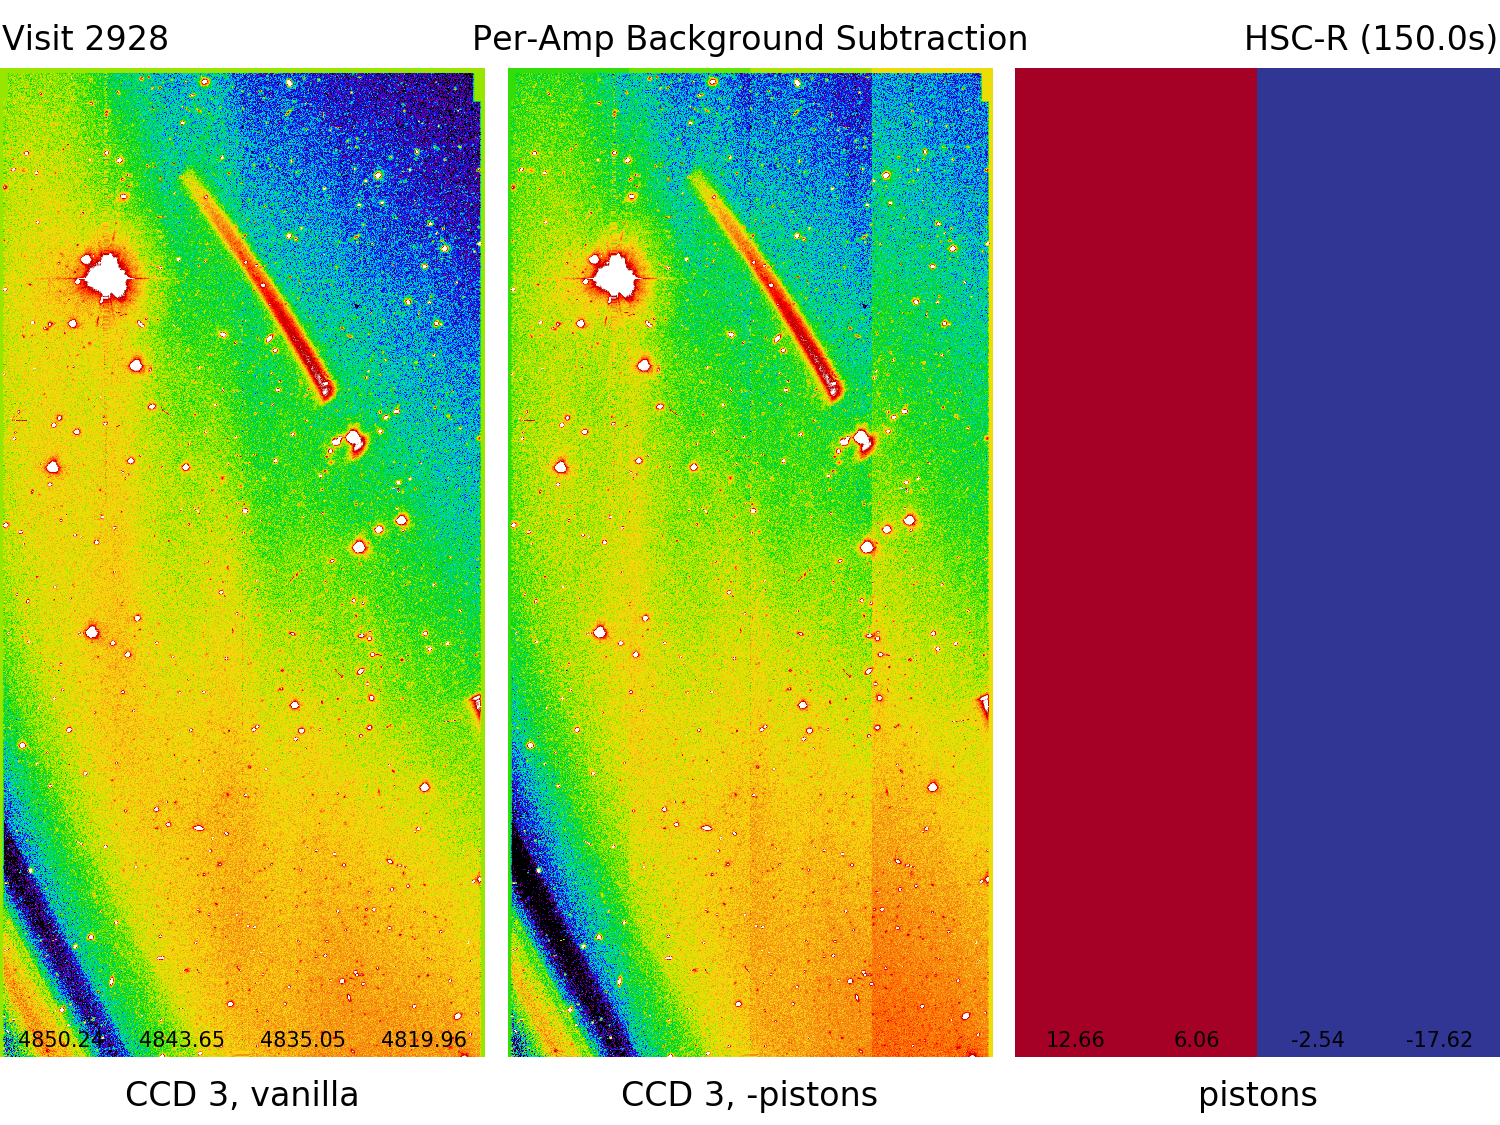 Visit 2928 Per-Amp Background Subtraction HSC-R (150.0s)
4850.24 4843.65 4835.05 4819.96 12.66 6.06 -2.54 -17.62
CCD 3, vanilla CCD 3, -pistons pistons